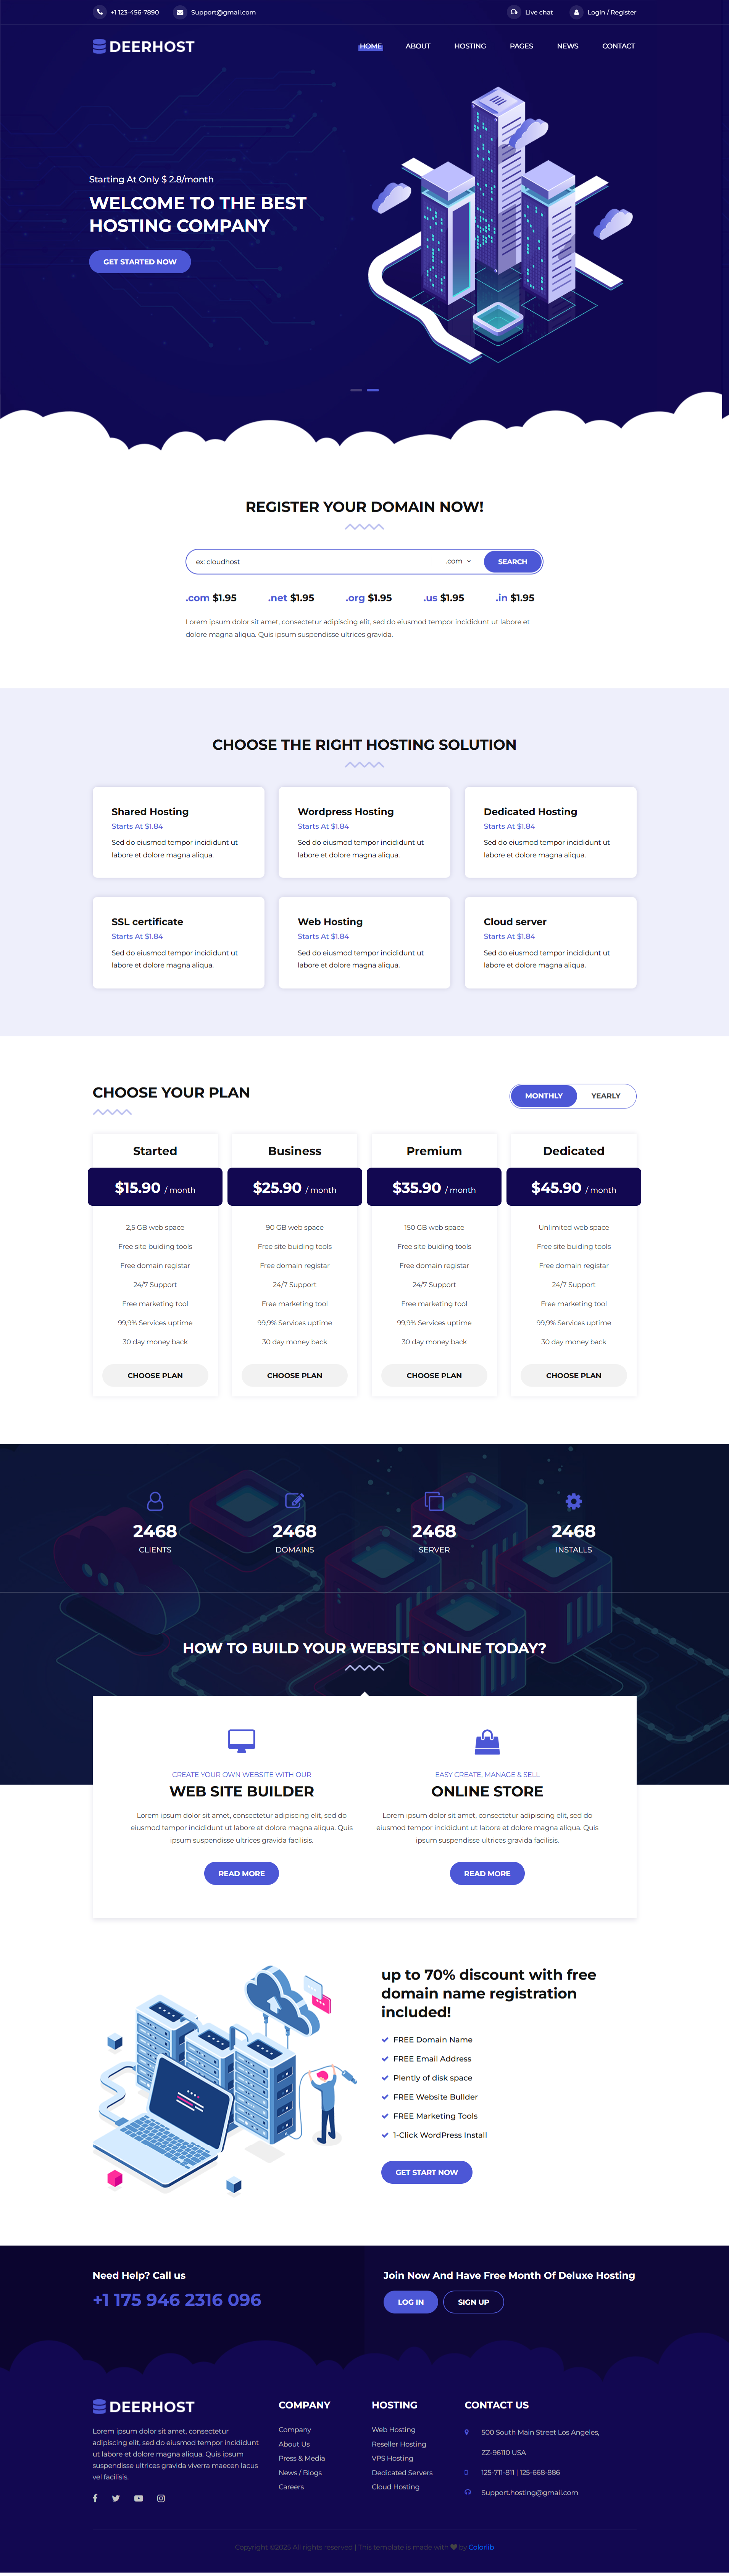 +1 123-456-7890 Support@gmail.com Live chat Login / Register
DEERHOST HOME ABOUT HOSTING PAGES NEWS CONTACT
Starting At Only $ 2.8/month
WELCOME TO THE BEST
HOSTING COMPANY
GET STARTED NOW
REGISTER YOUR DOMAIN NOW!
ex: cloudhost .com SEARCH
.com $1.95 .net $1.95 .org $1.95 .us $1.95 .in $1.95
Lorem ipsum dolor sit amet, consectetur adipiscing elit, sed do eiusmod tempor incididunt ut labore et
dolore magna aliqua. Quis ipsum suspendisse ultrices gravida.
CHOOSE THE RIGHT HOSTING SOLUTION
Shared Hosting
Starts At $1.84
Sed do eiusmod tempor incididunt ut
labore et dolore magna aliqua.
Wordpress Hosting
Starts At $1.84
Sed do eiusmod tempor incididunt ut
labore et dolore magna aliqua.
Dedicated Hosting
Starts At $1.84
Sed do eiusmod tempor incididunt ut
labore et dolore magna aliqua.
SSL certificate
Starts At $1.84
Sed do eiusmod tempor incididunt ut
labore et dolore magna aliqua.
Web Hosting
Starts At $1.84
Sed do eiusmod tempor incididunt ut
labore et dolore magna aliqua.
Cloud server
Starts At $1.84
Sed do eiusmod tempor incididunt ut
labore et dolore magna aliqua.
CHOOSE YOUR PLAN MONTHLY YEARLY
Started
$15.90 / month
2,5 GB web space
Free site buiding tools
Free domain registar
24/7 Support
Free marketing tool
99,9% Services uptime
30 day money back
CHOOSE PLAN
Business
$25.90 / month
90 GB web space
Free site buiding tools
Free domain registar
24/7 Support
Free marketing tool
99,9% Services uptime
30 day money back
CHOOSE PLAN
Premium
$35.90 / month
150 GB web space
Free site buiding tools
Free domain registar
24/7 Support
Free marketing tool
99,9% Services uptime
30 day money back
CHOOSE PLAN
Dedicated
$45.90 / month
Unlimited web space
Free site buiding tools
Free domain registar
24/7 Support
Free marketing tool
99,9% Services uptime
30 day money back
CHOOSE PLAN
2468 2468 2468 2468
CLIENTS DOMAINS SERVER INSTALLS
HOW TO BUILD YOUR WEBSITE ONLINE TODAY?
CREATE YOUR OWN WEBSITE WITH OUR
WEB SITE BUILDER
Lorem ipsum dolor sit amet, consectetur adipiscing elit, sed do
eiusmod tempor incididunt ut labore et dolore magna aliqua. Quis
ipsum suspendisse ultrices gravida facilisis.
READ MORE
EASY CREATE, MANAGE & SELL
ONLINE STORE
Lorem ipsum dolor sit amet, consectetur adipiscing elit, sed do
eiusmod tempor incididunt ut labore et dolore magna aliqua. Quis
ipsum suspendisse ultrices gravida facilisis.
READ MORE
up to 70% discount with free
domain name registration
included!
FREE Domain Name
FREE Email Address
Plently of disk space
FREE Website Bullder
FREE Marketing Tools
1-Click WordPress Install
GET START NOW
Need Help? Call us
+1 175 946 2316 096
Join Now And Have Free Month Of Deluxe Hosting
LOG IN SIGN UP
DEERHOST
Lorem ipsum dolor sit amet, consectetur
adipiscing elit, sed do eiusmod tempor incididunt
ut labore et dolore magna aliqua. Quis ipsum
suspendisse ultrices gravida viverra maecen lacus
vel facilisis.
COMPANY
Company
About Us
Press & Media
News / Blogs
Careers
HOSTING
Web Hosting
Reseller Hosting
VPS Hosting
Dedicated Servers
Cloud Hosting
CONTACT US
500 South Main Street Los Angeles,
ZZ-96110 USA
125-711-811 | 125-668-886
Support.hosting@gmail.com
Copyright ©2025 All rights reserved | This template is made with by Colorlib